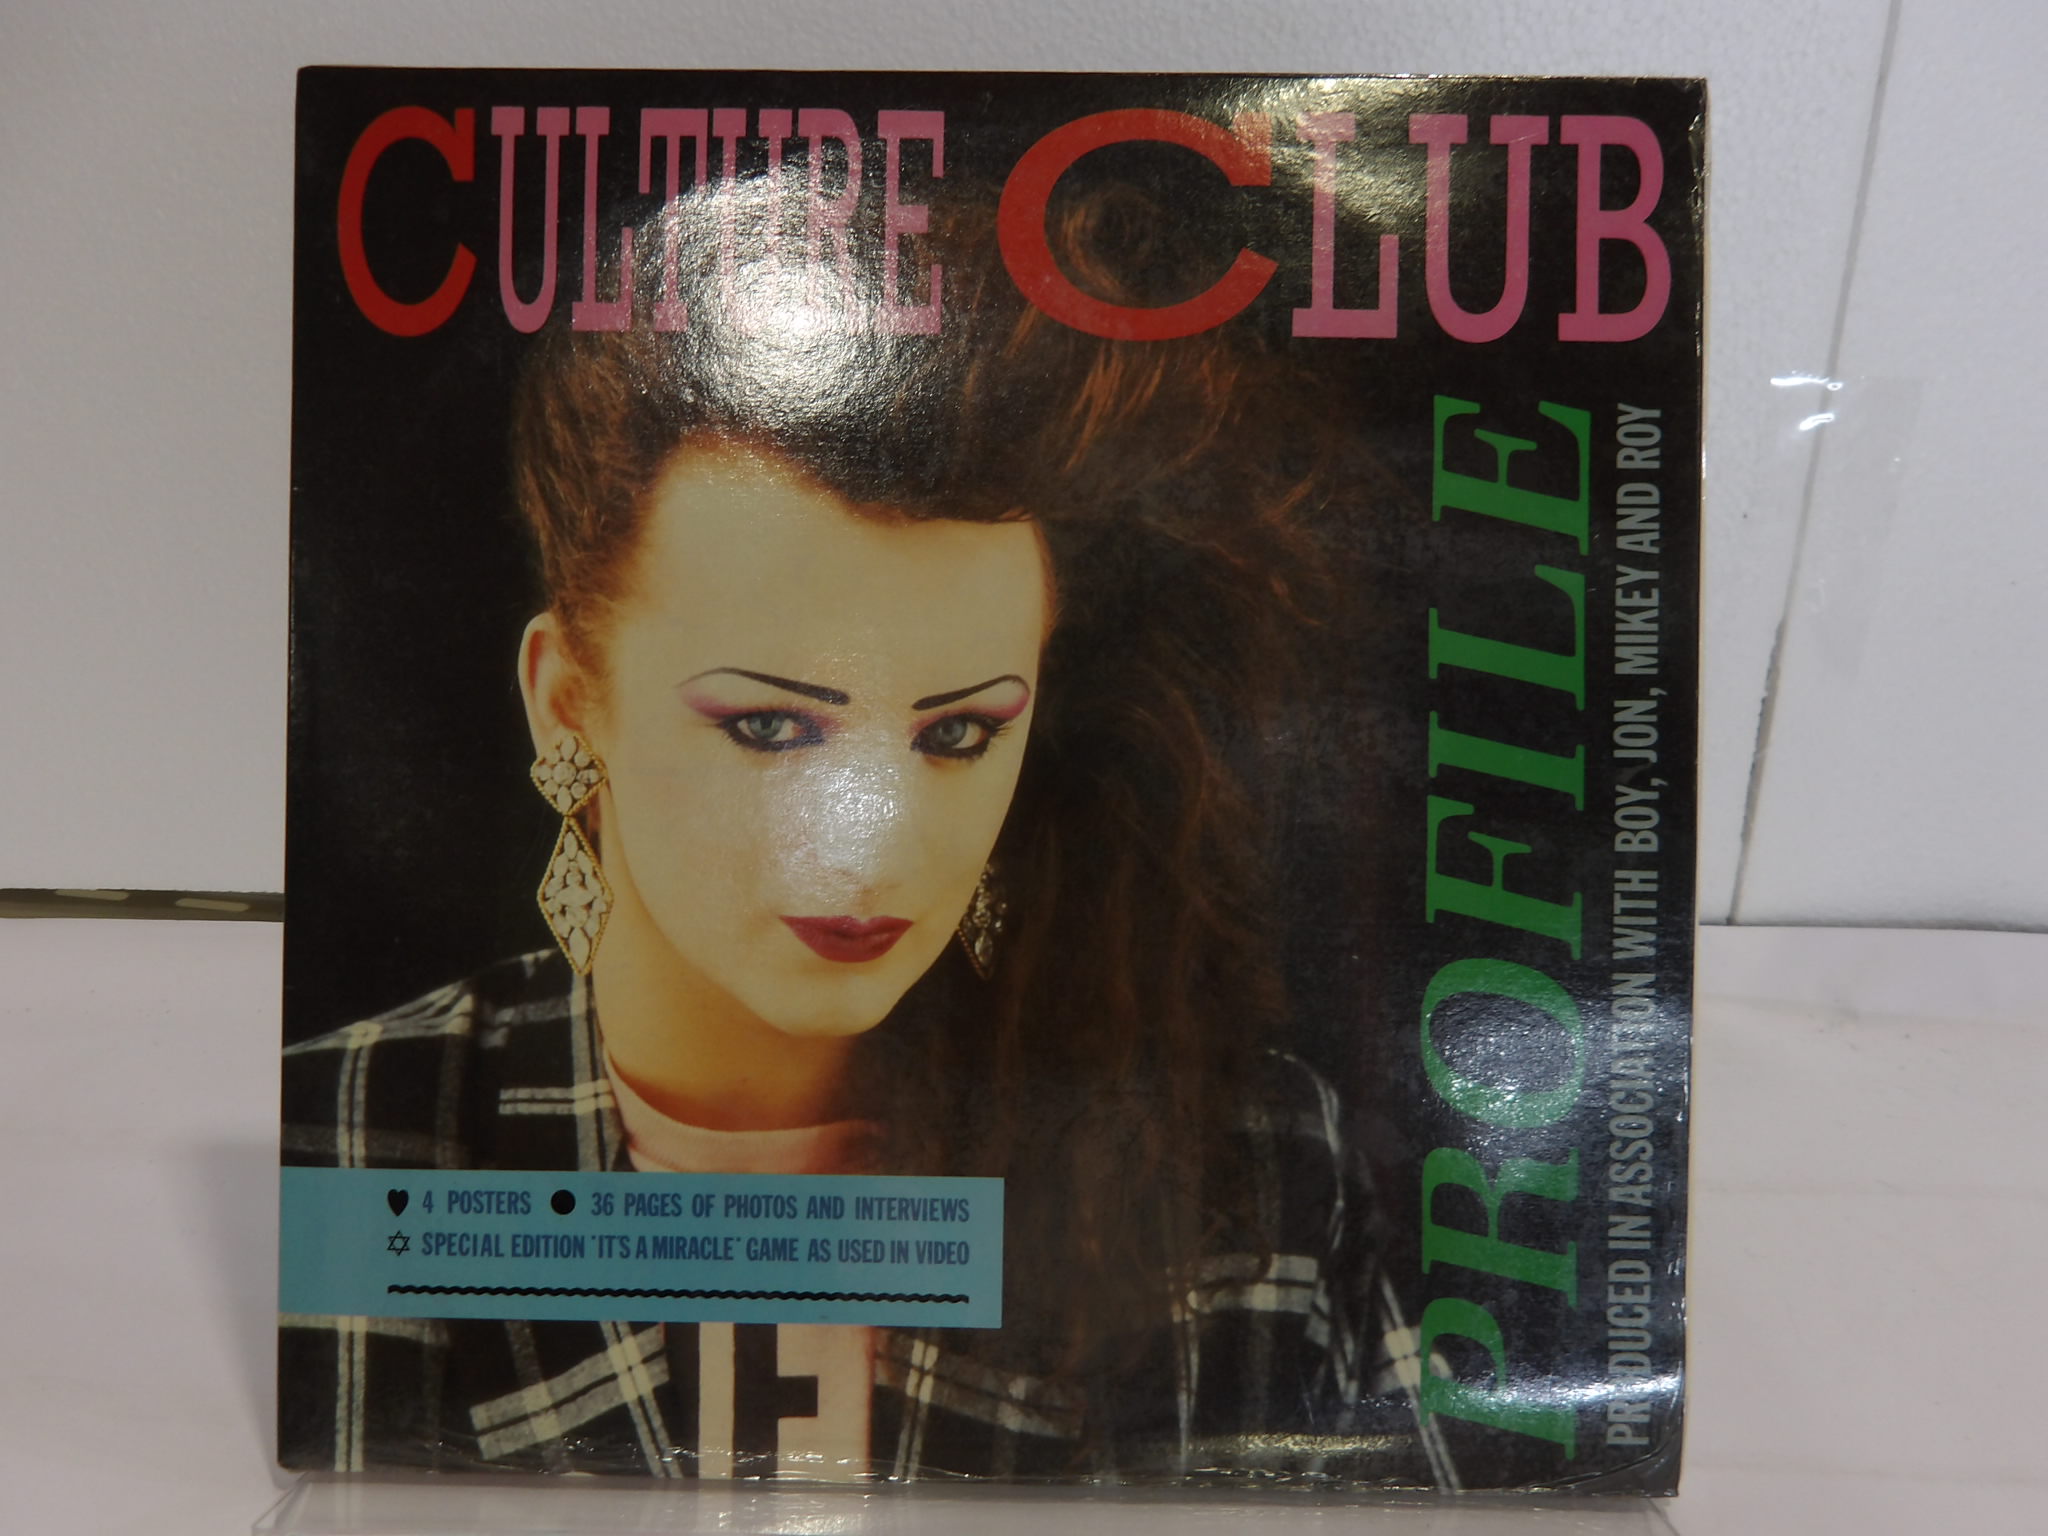 CULTURE CLUB
PROFILE
PRODUCED IN ASSOCIATION WITH BOY, JON, MIKEY AND ROY
4 POSTERS ● 36 PAGES OF PHOTOS AND INTERVIEWS
SPECIAL EDITION "IT'S A MIRACLE" GAME AS USED IN VIDEO